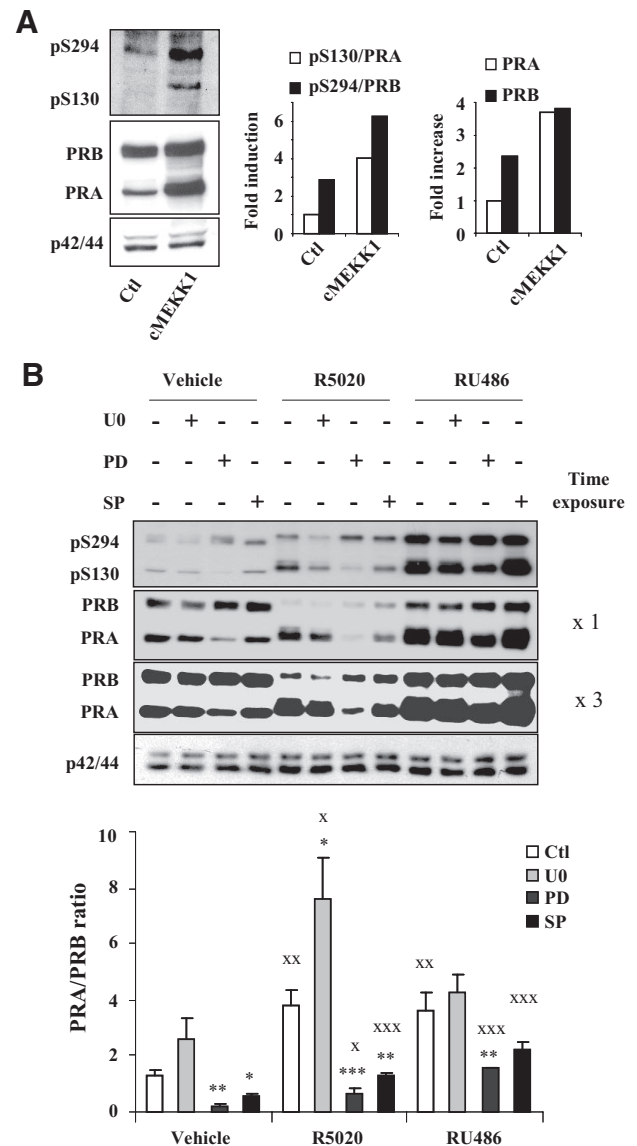 A
pS294
pS130
PRB
PRA
p42/44
Ctl
cMEKK1
pS130/PRA
pS294/PRB
Fold induction
6
4
2
0
Ctl
cMEKK1
PRA
PRB
Fold increase
4
3
2
1
0
Ctl
cMEKK1
B
Vehicle R5020 RU486
U0 - + - - - + - - - + - -
PD - - + - - - + - - - + -
SP - - - + - - - + - - - +
Time
exposure
pS294
pS130
PRB
PRA
x 1
PRB
PRA
x 3
p42/44
PRA/PRB ratio
10
8
6
4
2
0
Ctl
U0
PD
SP
** *
xx
x
*
x
***
xxx
**
xx
xxx
**
xxx
Vehicle R5020 RU486